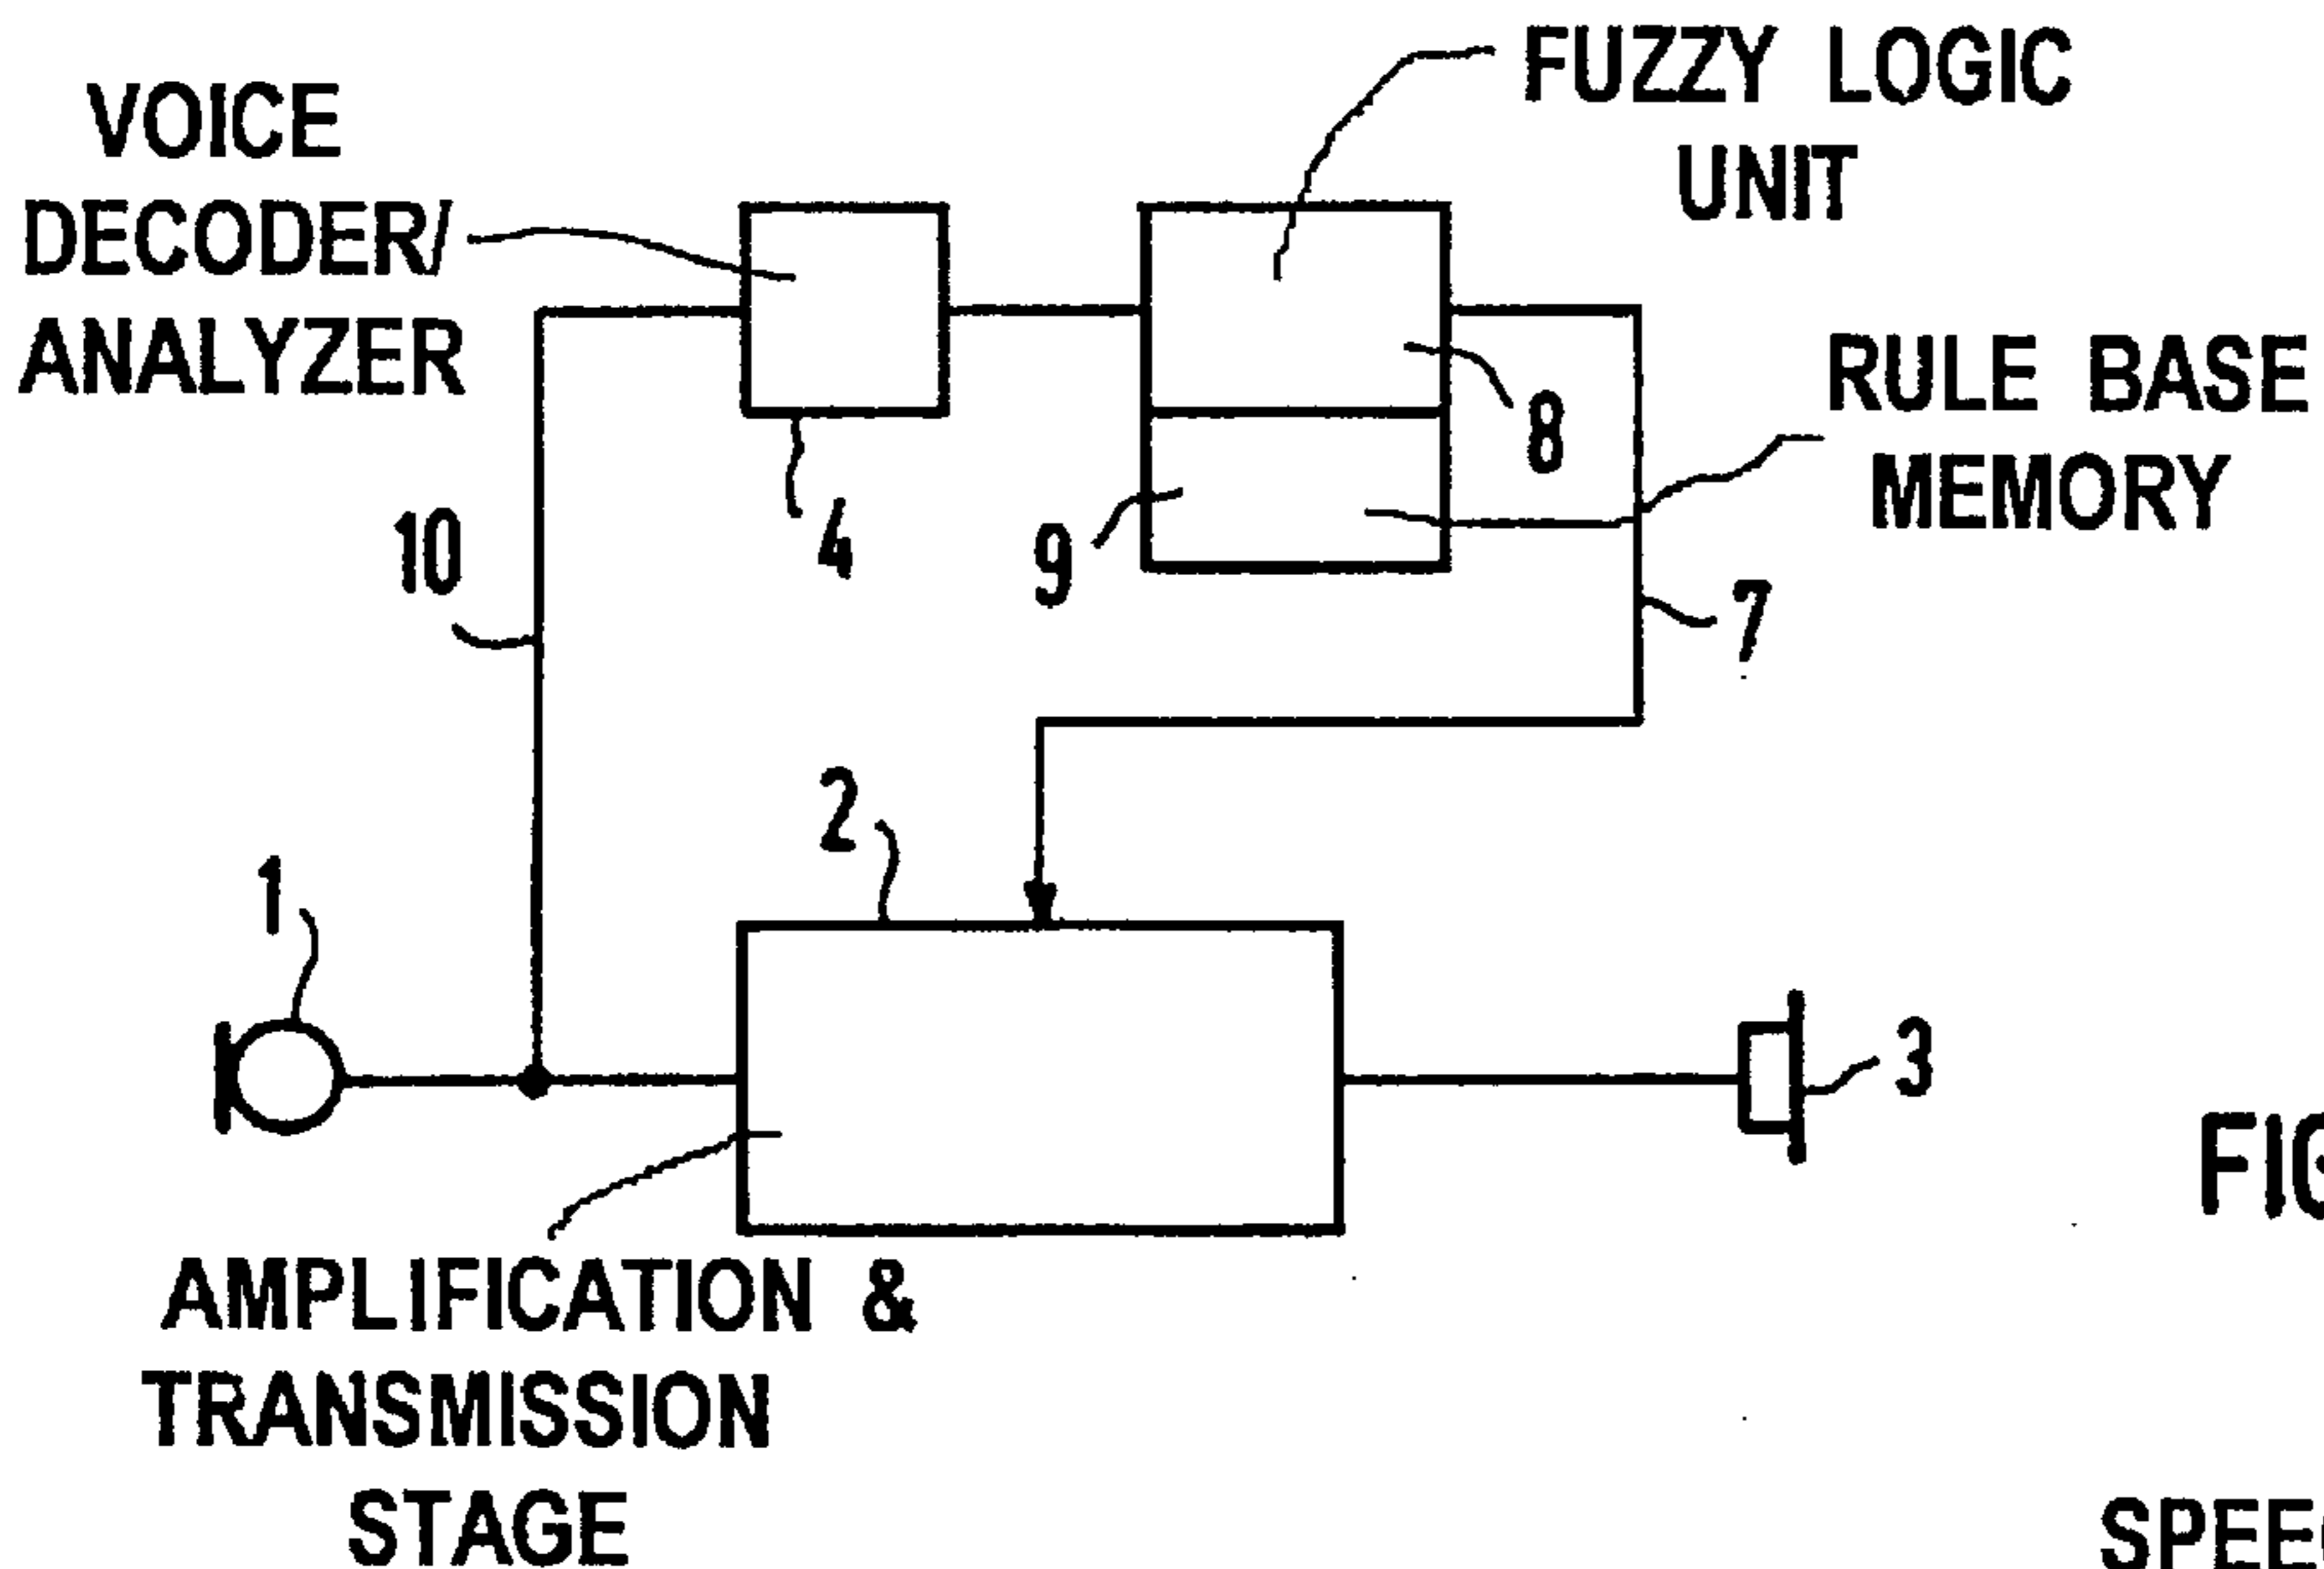 VOICE
DECODER/
ANALYZER
FUZZY LOGIC
UNIT
RULE BASE
MEMORY
8
4
9
10
7
2
1
3
AMPLIFICATION &
TRANSMISSION
STAGE